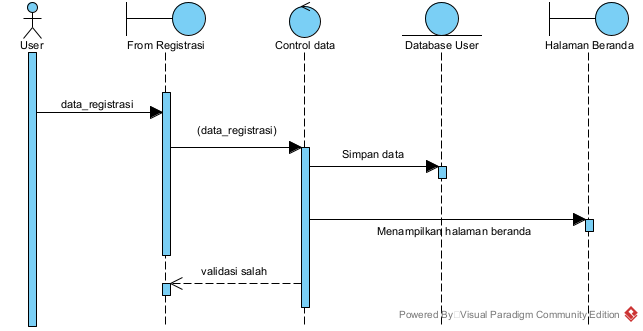 User
From Registrasi
Control data
Database User
Halaman Beranda
data_registrasi
(data_registrasi)
Simpan data
Menampilkan halaman beranda
validasi salah
Powered By Visual Paradigm Community Edition